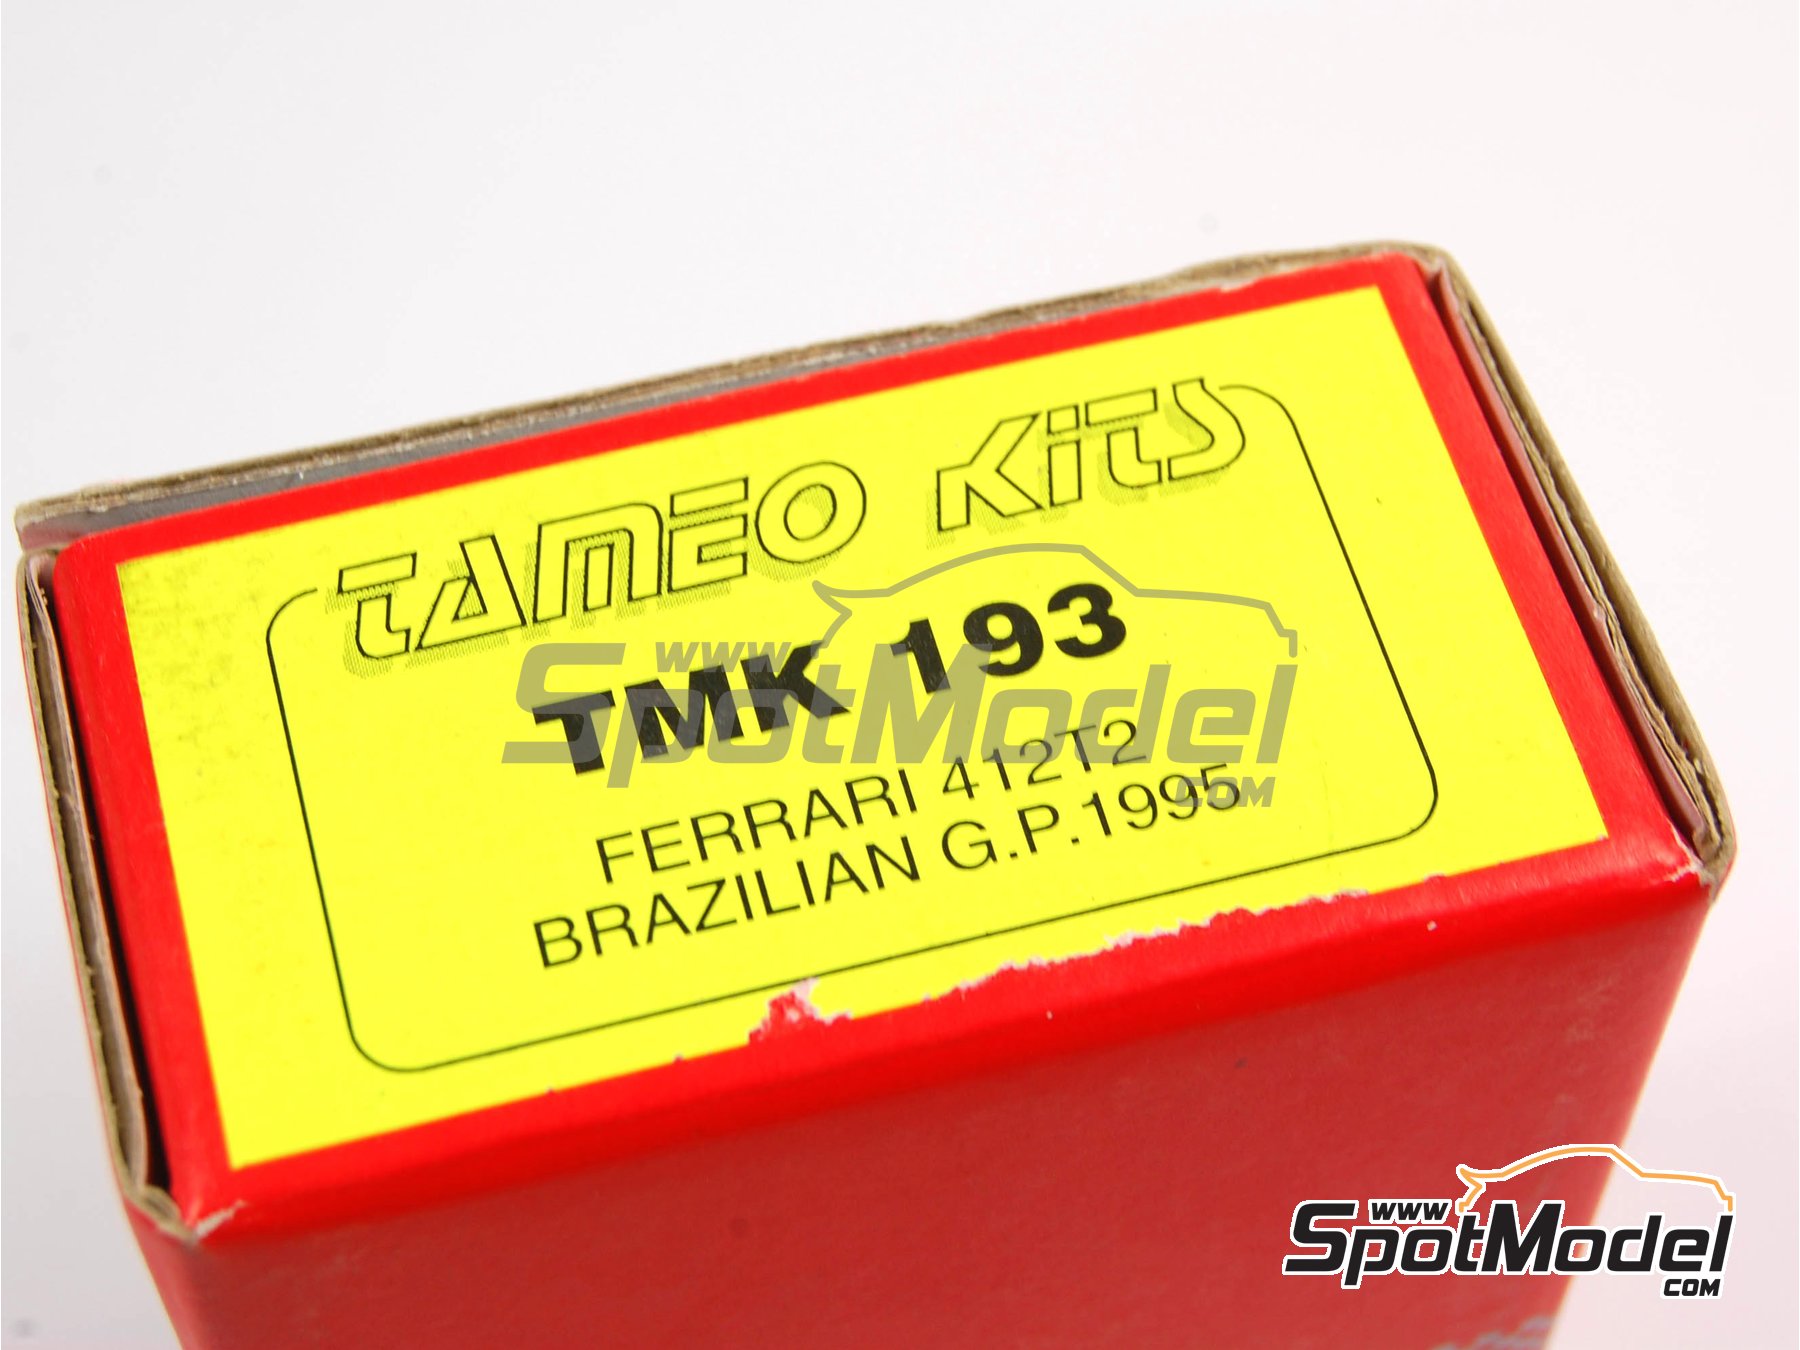 TAMEO KITS
TMK 193
FERRARI 412T2
BRAZILIAN G.P.1995
www
SpotModel
.COM
www
SpotModel
.COM